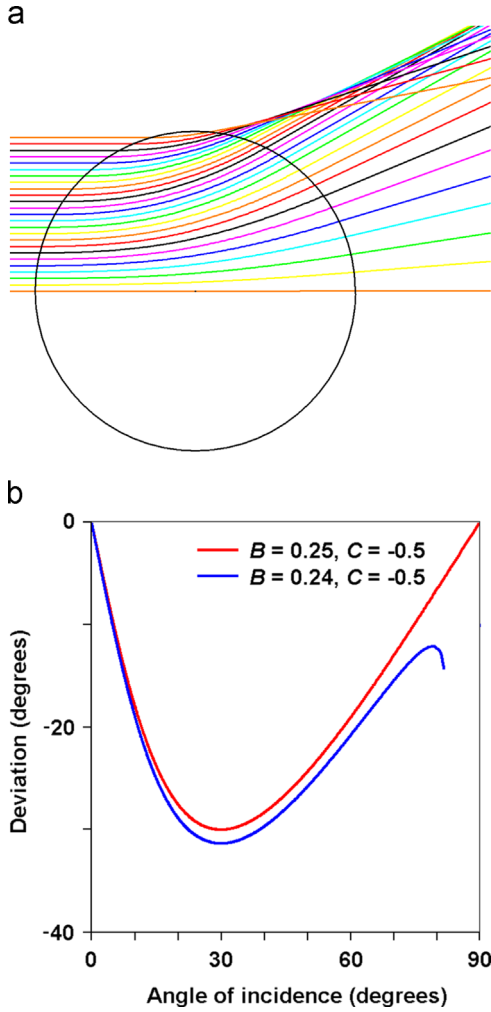 a
b
B = 0.25, C = -0.5
B = 0.24, C = -0.5
0
-20
-40
Deviation (degrees)
0
30
60
90
Angle of incidence (degrees)